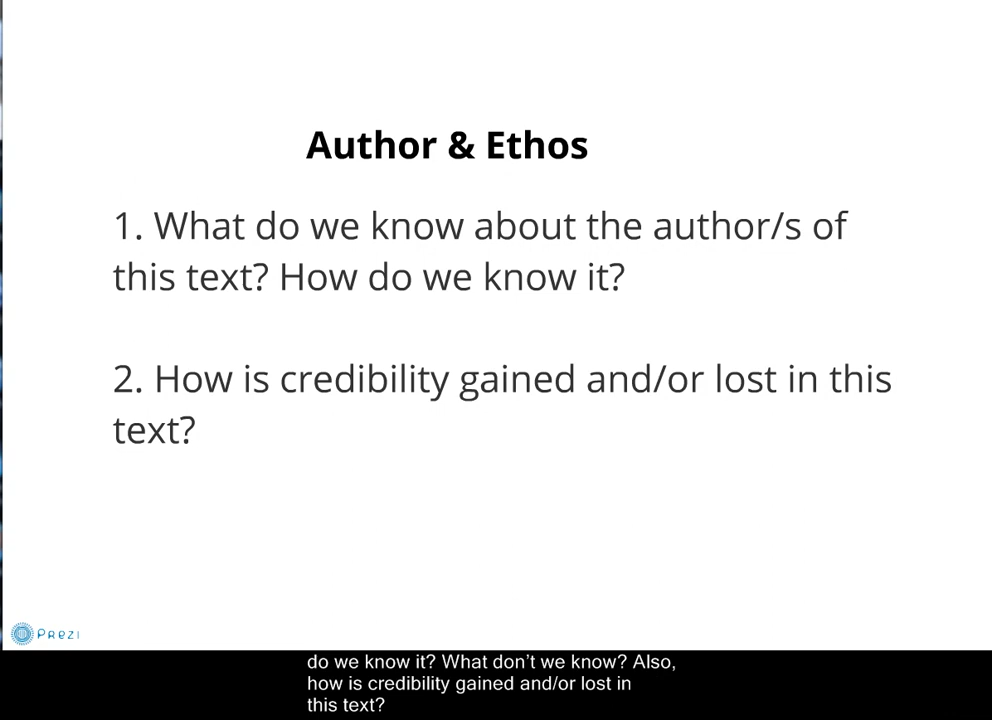 Author & Ethos
1. What do we know about the author/s of
this text? How do we know it?
2. How is credibility gained and/or lost in this
text?
Prezi
do we know it? What don't we know? Also,
how is credibility gained and/or lost in
this text?